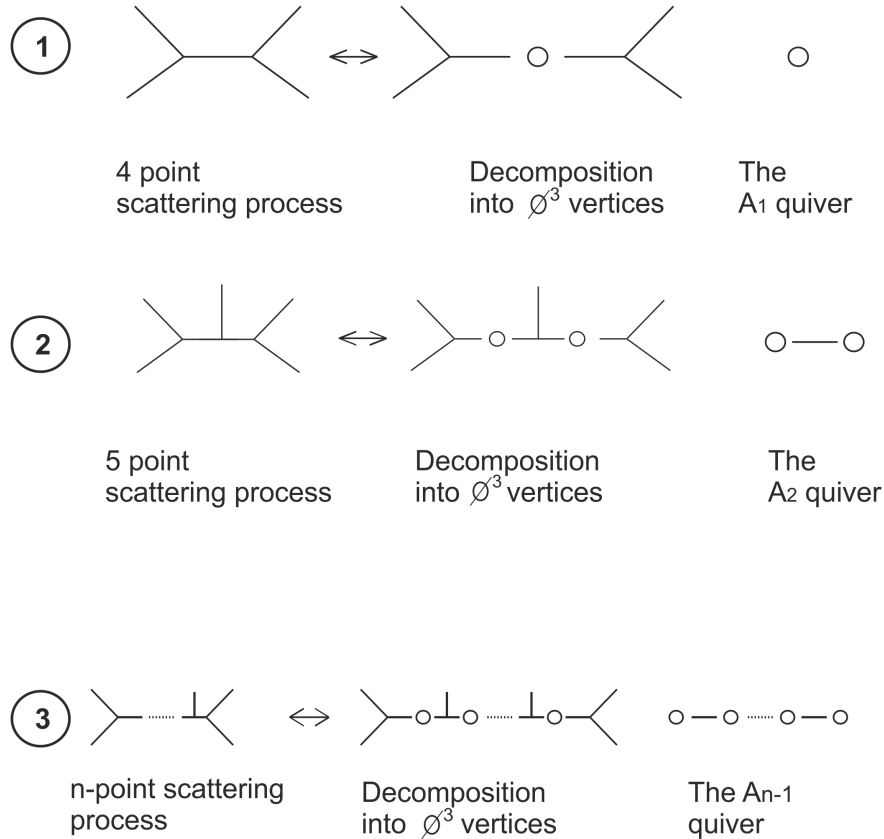 1
4 point
scattering process
Decomposition
into ∅³ vertices
The
A1 quiver
2
5 point
scattering process
Decomposition
into ∅³ vertices
The
A2 quiver
3
n-point scattering
process
Decomposition
into ∅³ vertices
The An-1
quiver